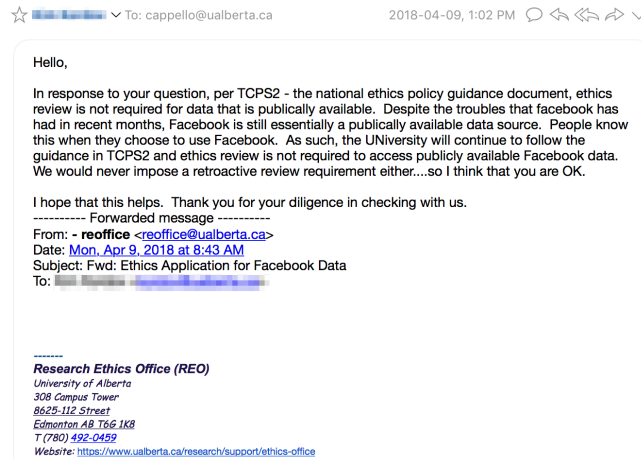 To: cappello@ualberta.ca 2018-04-09, 1:02 PM
Hello,
In response to your question, per TCPS2 - the national ethics policy guidance document, ethics
review is not required for data that is publically available. Despite the troubles that facebook has
had in recent months, Facebook is still essentially a publically available data source. People know
this when they choose to use Facebook. As such, the UNiversity will continue to follow the
guidance in TCPS2 and ethics review is not required to access publicly available Facebook data.
We would never impose a retroactive review requirement either....so I think that you are OK.
I hope that this helps. Thank you for your diligence in checking with us.
---------- Forwarded message ----------
From: - reoffice <reoffice@ualberta.ca>
Date: Mon, Apr 9, 2018 at 8:43 AM
Subject: Fwd: Ethics Application for Facebook Data
To:
-------
Research Ethics Office (REO)
University of Alberta
308 Campus Tower
8625-112 Street
Edmonton AB T6G 1K8
T (780) 492-0459
Website: https://www.ualberta.ca/research/support/ethics-office